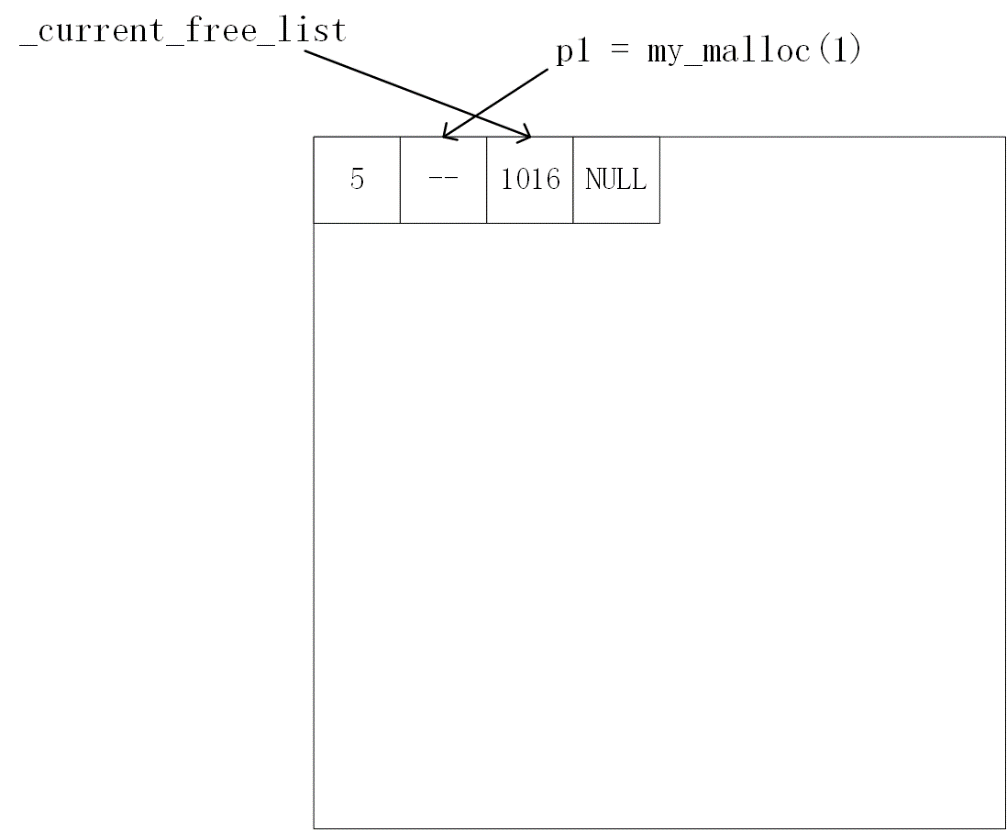 _current_free_list
p1 = my_malloc(1)
5 -- 1016 NULL